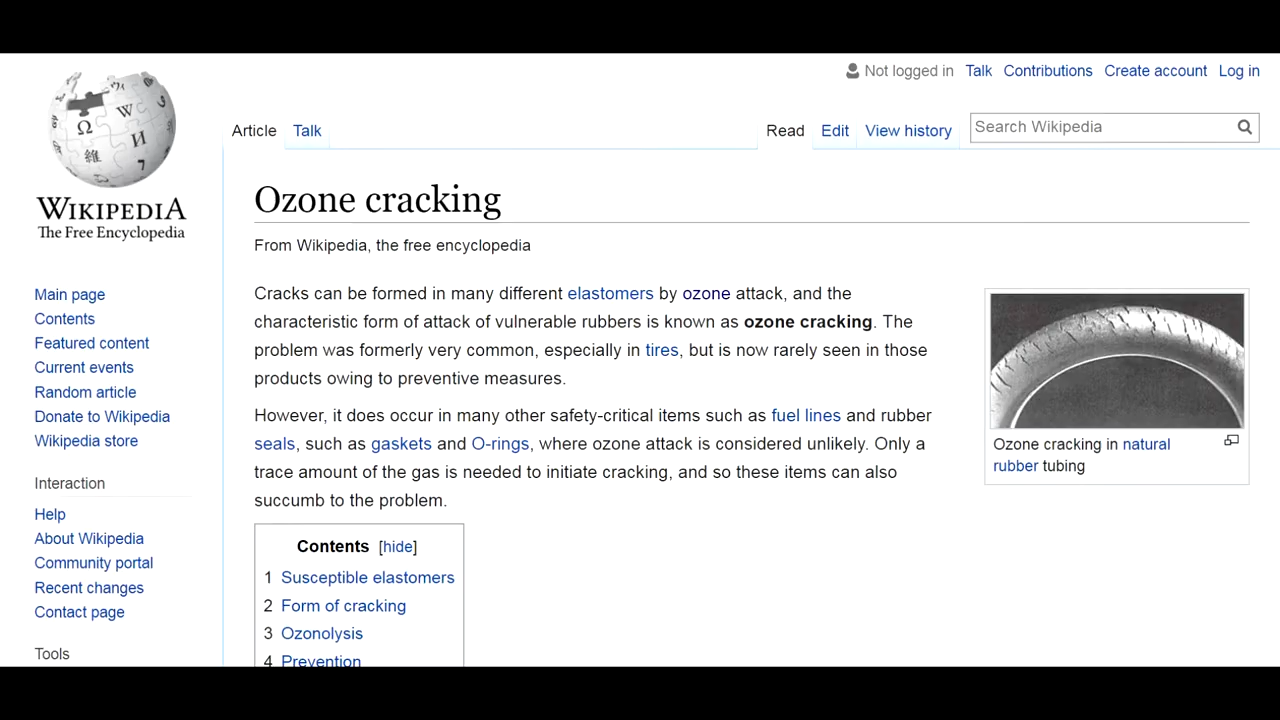 Not logged in Talk Contributions Create account Log in
Article Talk Read Edit View history Search Wikipedia
Ω W И 維 7
WIKIPEDIA
The Free Encyclopedia
Main page
Contents
Featured content
Current events
Random article
Donate to Wikipedia
Wikipedia store
Interaction
Help
About Wikipedia
Community portal
Recent changes
Contact page
Tools
Ozone cracking
From Wikipedia, the free encyclopedia
Cracks can be formed in many different elastomers by ozone attack, and the
characteristic form of attack of vulnerable rubbers is known as ozone cracking. The
problem was formerly very common, especially in tires, but is now rarely seen in those
products owing to preventive measures.
However, it does occur in many other safety-critical items such as fuel lines and rubber
seals, such as gaskets and O-rings, where ozone attack is considered unlikely. Only a
trace amount of the gas is needed to initiate cracking, and so these items can also
succumb to the problem.
Ozone cracking in natural
rubber tubing
Contents [hide]
1 Susceptible elastomers
2 Form of cracking
3 Ozonolysis
4 Prevention